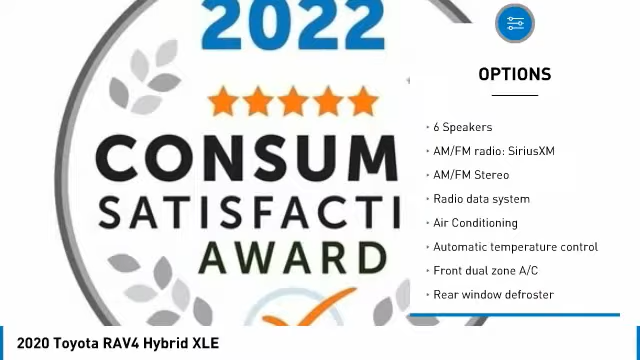 2022
CONSUM
SATISFACTI
AWARD
OPTIONS
• 6 Speakers
• AM/FM radio: SiriusXM
• AM/FM Stereo
• Radio data system
• Air Conditioning
• Automatic temperature control
• Front dual zone A/C
• Rear window defroster
2020 Toyota RAV4 Hybrid XLE